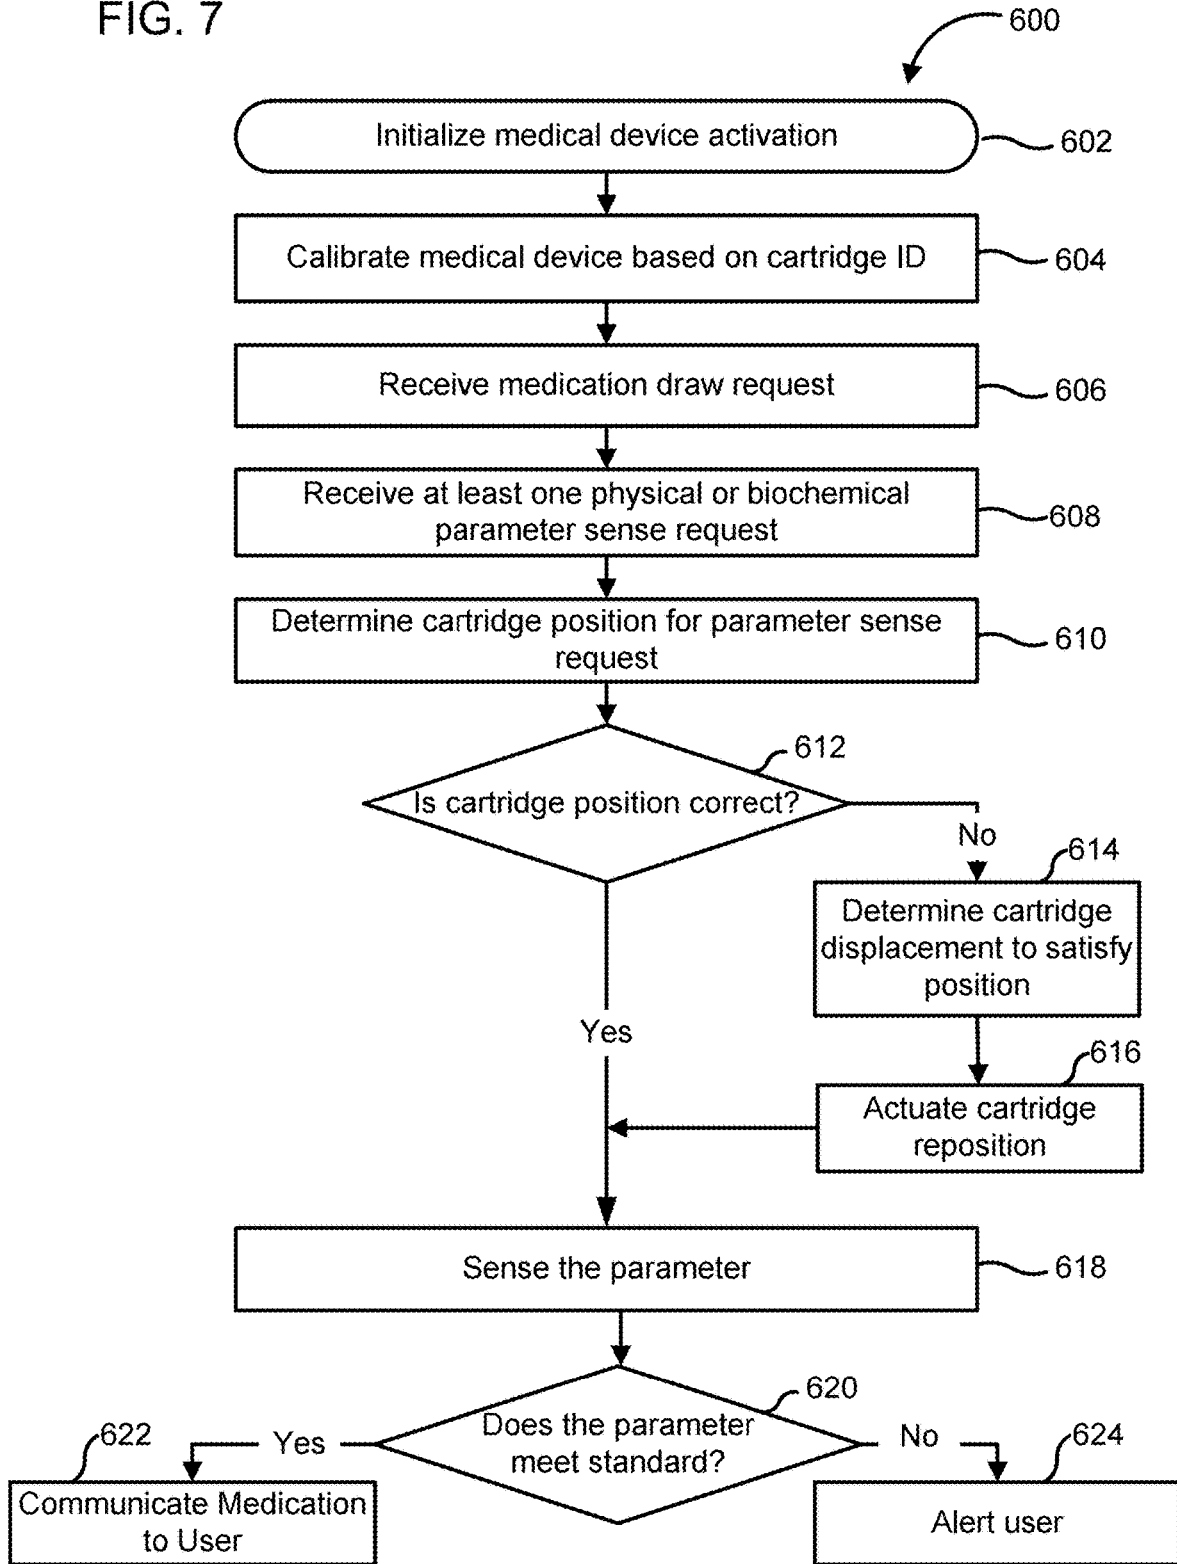 FIG. 7
600
Initialize medical device activation
602
Calibrate medical device based on cartridge ID
604
Receive medication draw request
606
Receive at least one physical or biochemical
parameter sense request
608
Determine cartridge position for parameter sense
request
610
612
Is cartridge position correct?
No
614
Determine cartridge
displacement to satisfy
position
Yes
616
Actuate cartridge
reposition
Sense the parameter
618
620
Does the parameter
meet standard?
Yes
622
Communicate Medication
to User
No
624
Alert user